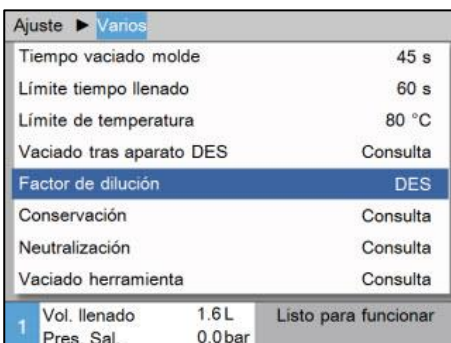 Ajuste ► Varios
Tiempo vaciado molde 45 s
Límite tiempo llenado 60 s
Límite de temperatura 80 °C
Vaciado tras aparato DES Consulta
Factor de dilución DES
Conservación Consulta
Neutralización Consulta
Vaciado herramienta Consulta
1 Vol. llenado 1.6 L Listo para funcionar
Pres. Sal... 0.0 bar